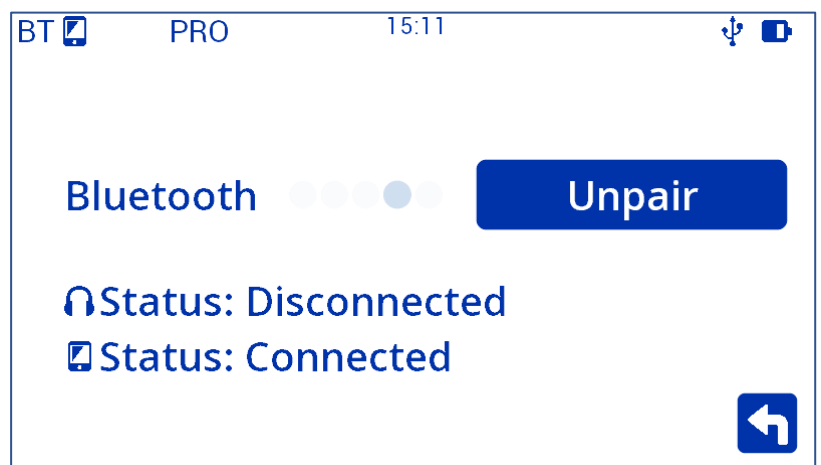 BT PRO 15:11
Bluetooth Unpair
Status: Disconnected
Status: Connected